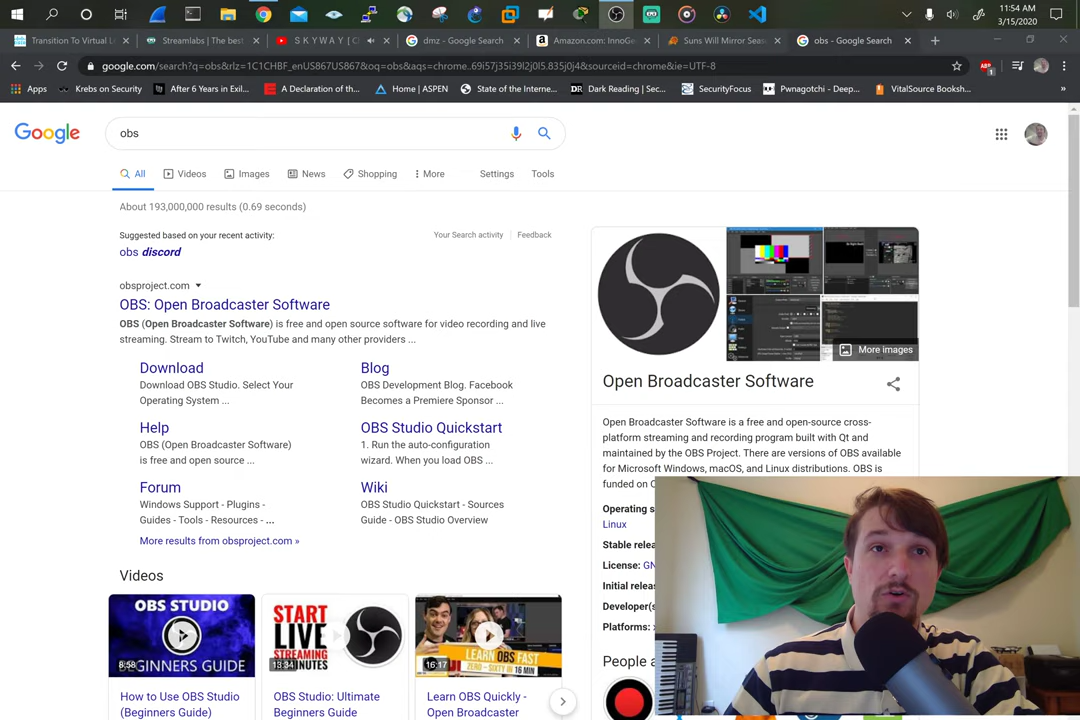 11:54 AM
3/15/2020
Transition To Virtual L
Streamlabs | The best
S K Y W A Y [ C
dmz - Google Search
Amazon.com: InnoGe
Suns Will Mirror Sea
obs - Google Search
google.com/search?q=obs&rlz=1C1CHBF_enUS867US867&oq=obs&aqs=chrome..69i57j35i39l2j0l5.835j0j4&sourceid=chrome&ie=UTF-8
ABP
1
Apps
Krebs on Security
After 6 Years in Exil...
A Declaration of th...
Home | ASPEN
State of the Interne...
DR Dark Reading | Sec...
SecurityFocus
Pwnagotchi - Deep...
VitalSource Booksh...
»
Google
obs
All
Videos
Images
News
Shopping
More
Settings
Tools
About 193,000,000 results (0.69 seconds)
Suggested based on your recent activity:
Your Search activity
Feedback
obs discord
obsproject.com
OBS: Open Broadcaster Software
OBS (Open Broadcaster Software) is free and open source software for video recording and live
streaming. Stream to Twitch, YouTube and many other providers ...
Download
Download OBS Studio. Select Your
Operating System ...
Blog
OBS Development Blog. Facebook
Becomes a Premiere Sponsor ...
Help
OBS (Open Broadcaster Software)
is free and open source ...
OBS Studio Quickstart
1. Run the auto-configuration
wizard. When you load OBS ...
Forum
Windows Support - Plugins -
Guides - Tools - Resources - ...
Wiki
OBS Studio Quickstart - Sources
Guide - OBS Studio Overview
More results from obsproject.com »
More images
Open Broadcaster Software
Open Broadcaster Software is a free and open-source cross-
platform streaming and recording program built with Qt and
maintained by the OBS Project. There are versions of OBS available
for Microsoft Windows, macOS, and Linux distributions. OBS is
funded on
Operating s
Linux
Stable relea
License: GN
Initial releas
Developer(s
Platforms:
People a
Videos
OBS STUDIO
BEGINNERS GUIDE
8:58
How to Use OBS Studio
(Beginners Guide)
START
LIVE
STREAMING
MINUTES
13:34
OBS Studio: Ultimate
Beginners Guide
LEARN OBS FAST
ZERO - SIXTY IN 16 MIN
16:17
Learn OBS Quickly -
Open Broadcaster